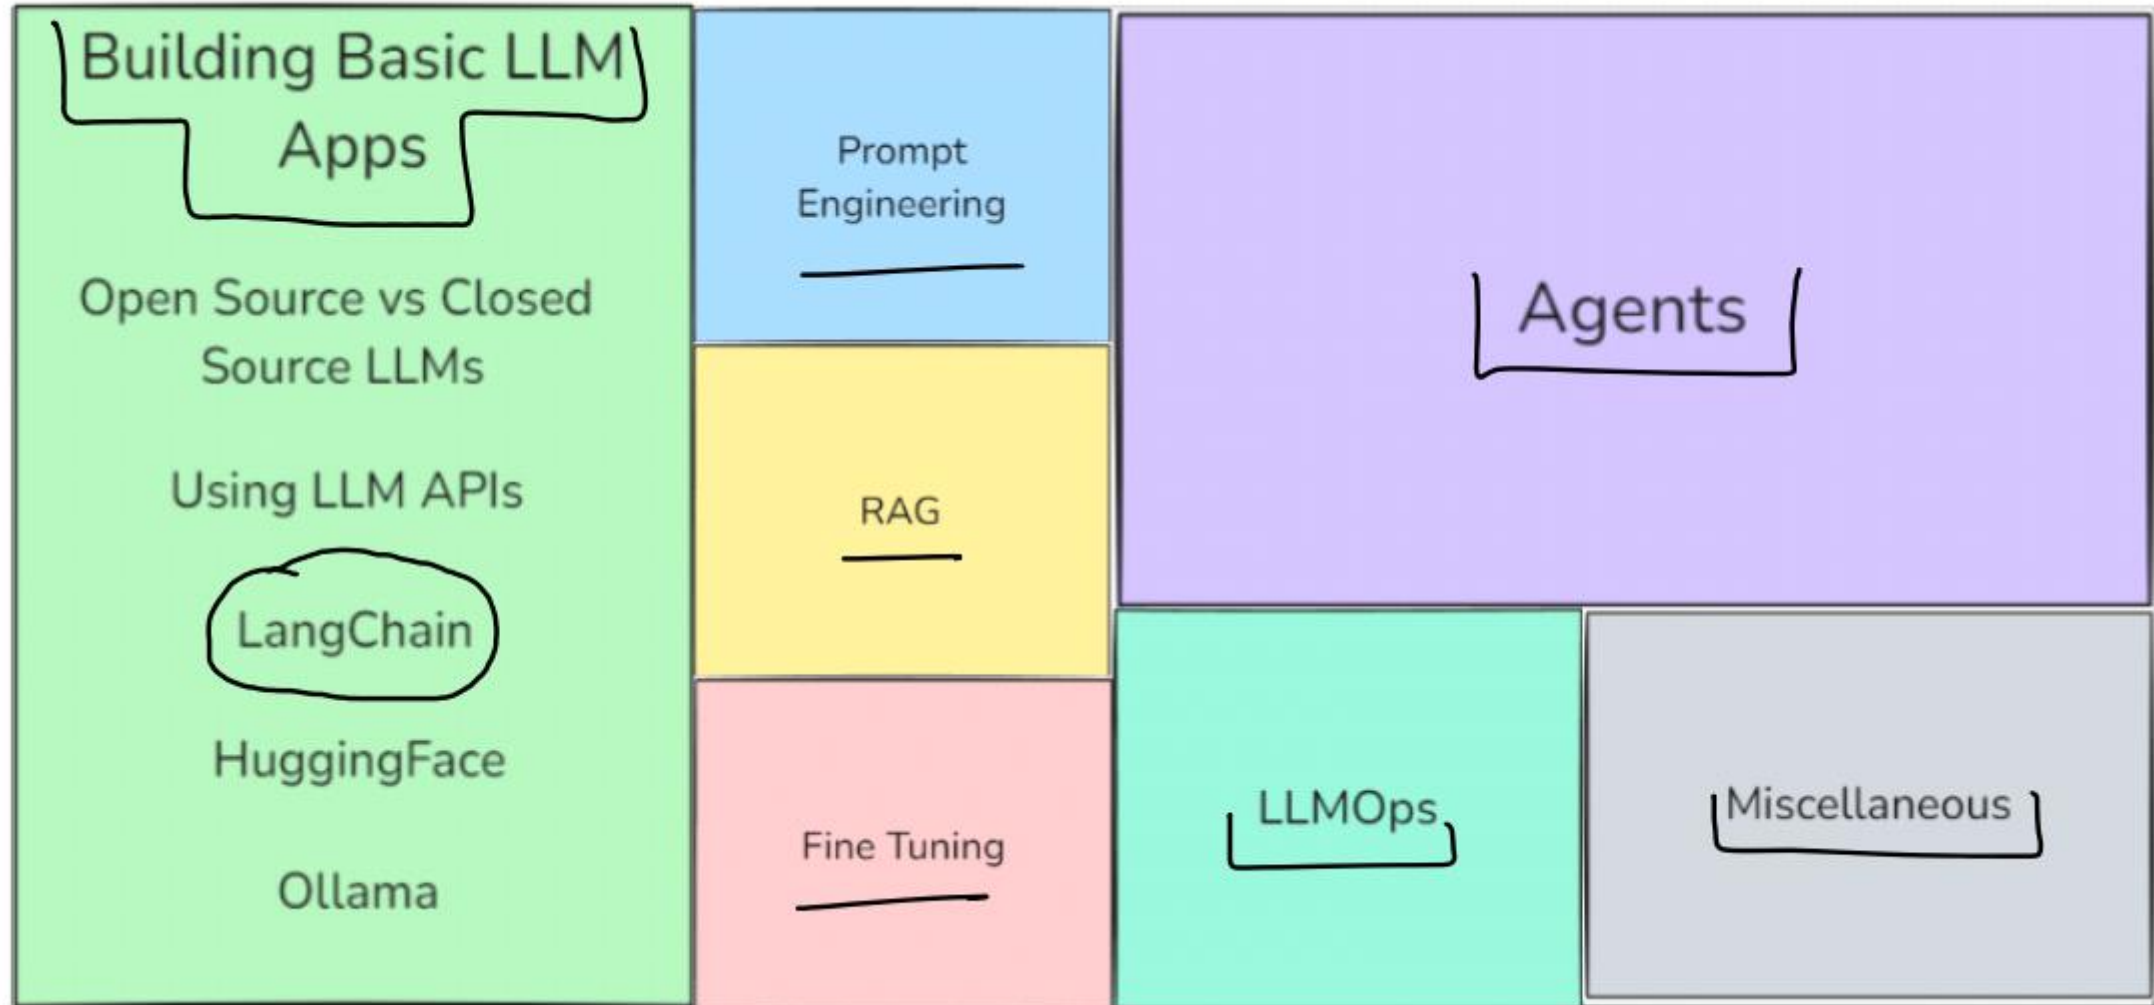 Building Basic LLM
Apps
Open Source vs Closed
Source LLMs
Using LLM APIs
LangChain
HuggingFace
Ollama
Prompt
Engineering
RAG
Fine Tuning
Agents
LLMOps
Miscellaneous